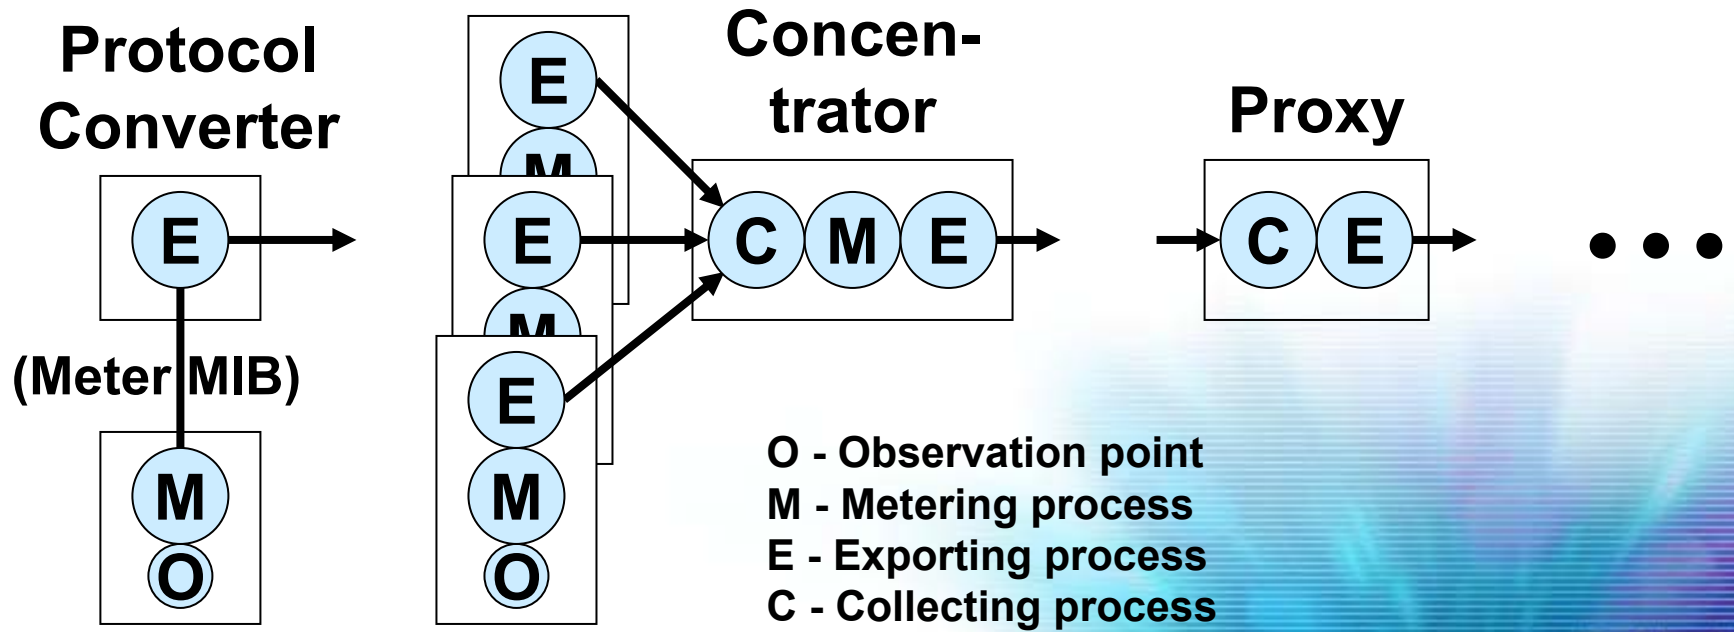 Protocol
Converter
E
(Meter MIB)
M
O
E
M
E
M
E
M
O
Concen-
trator
C M E
Proxy
C E
• • •
O - Observation point
M - Metering process
E - Exporting process
C - Collecting process